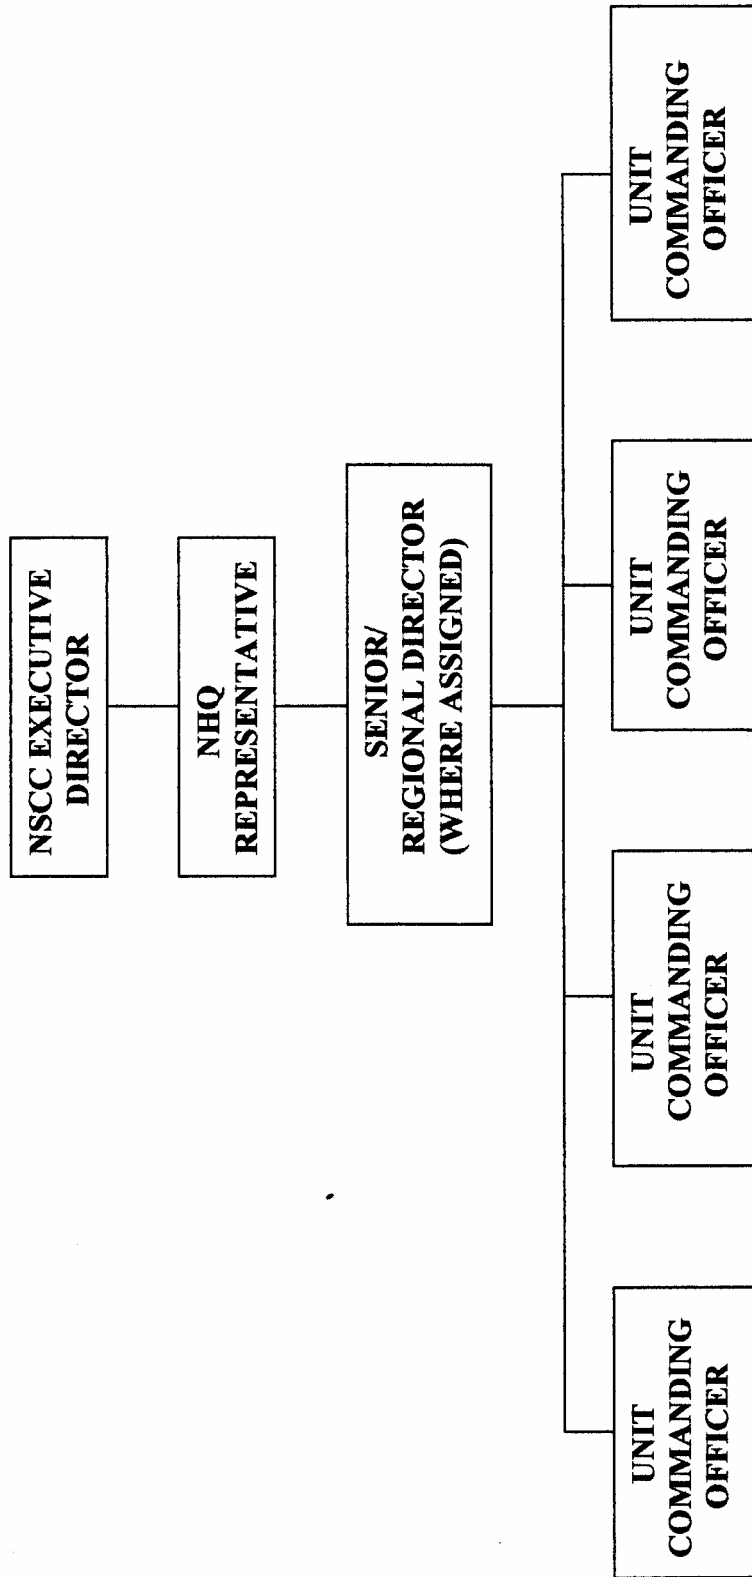 NSCC EXECUTIVE
DIRECTOR
NHQ
REPRESENTATIVE
SENIOR/
REGIONAL DIRECTOR
(WHERE ASSIGNED)
UNIT
COMMANDING
OFFICER
UNIT
COMMANDING
OFFICER
UNIT
COMMANDING
OFFICER
UNIT
COMMANDING
OFFICER